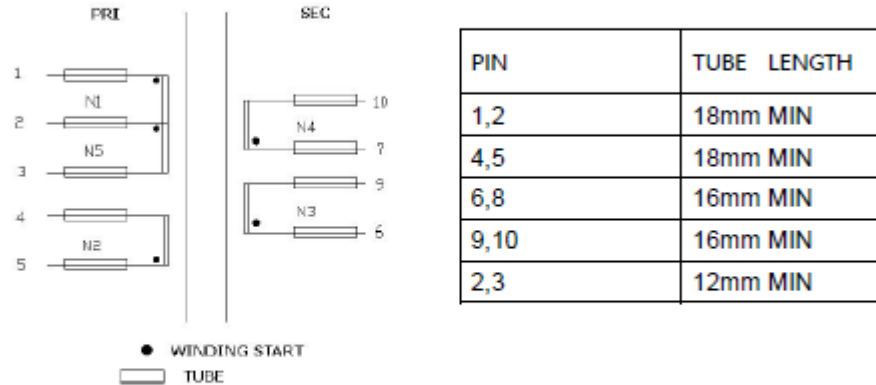 PRI
SEC
1
N1
2
N5
3
4
N2
5
10
N4
7
9
N3
6
● WINDING START
TUBE
PIN TUBE LENGTH
1,2 18mm MIN
4,5 18mm MIN
6,8 16mm MIN
9,10 16mm MIN
2,3 12mm MIN